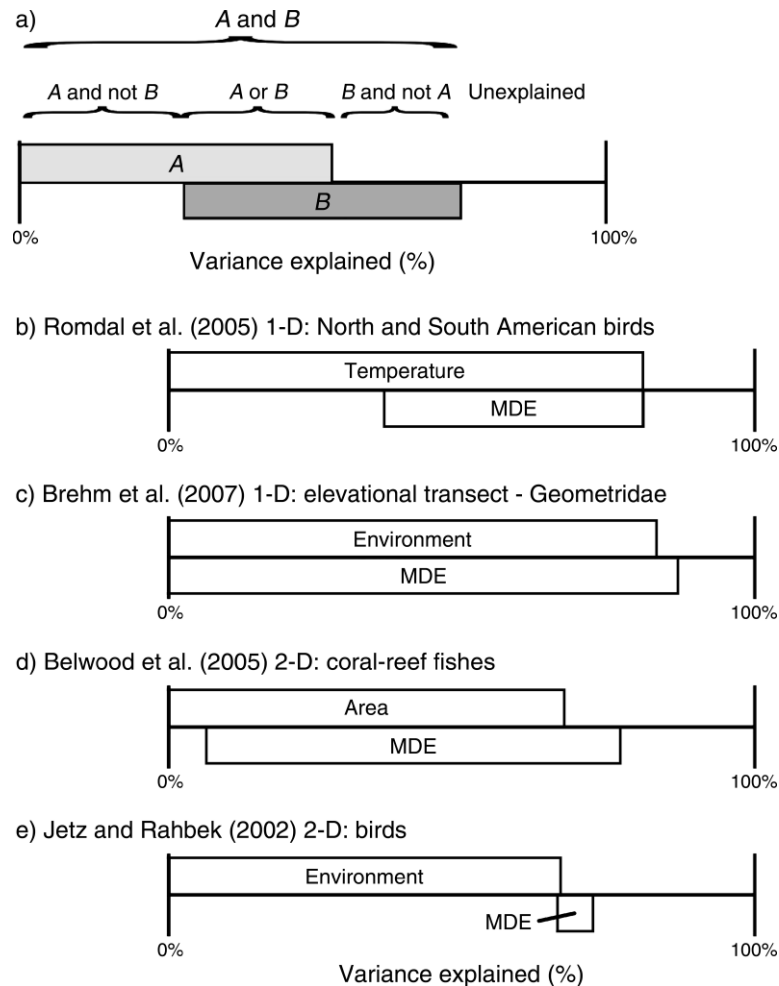 a)
A and B
A and not B A or B B and not A Unexplained
A
B
0% 100%
Variance explained (%)
b) Romdal et al. (2005) 1-D: North and South American birds
Temperature
MDE
0% 100%
c) Brehm et al. (2007) 1-D: elevational transect - Geometridae
Environment
MDE
0% 100%
d) Belwood et al. (2005) 2-D: coral-reef fishes
Area
MDE
0% 100%
e) Jetz and Rahbek (2002) 2-D: birds
Environment
MDE
0% 100%
Variance explained (%)